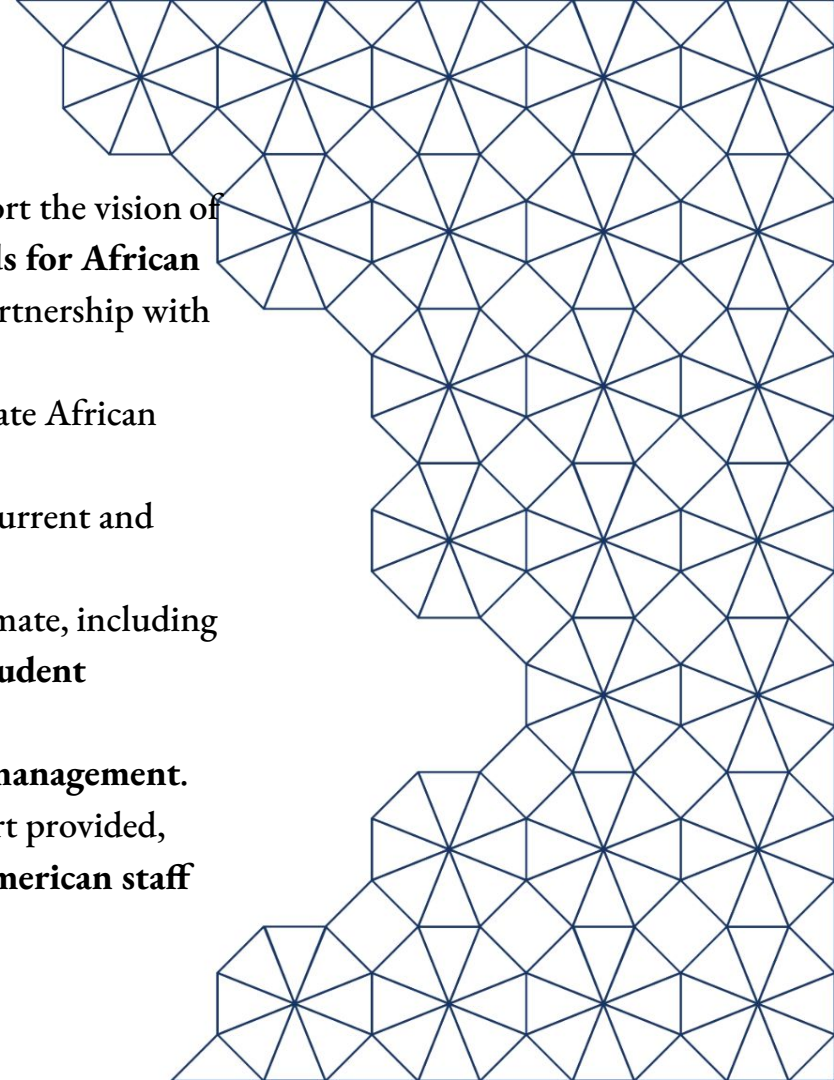 ort the vision of
ls for African
rtnership with
ate African
urrent and
mate, including
udent
nanagement.
rt provided,
merican staff